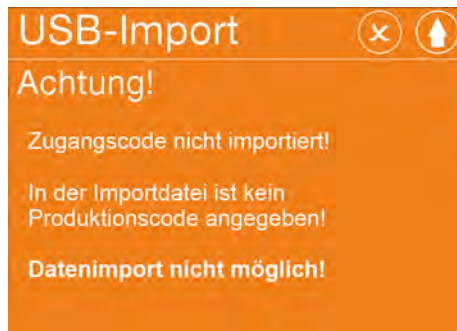 USB-Import
Achtung!
Zugangscode nicht importiert!
In der Importdatei ist kein
Produktionscode angegeben!
Datenimport nicht möglich!